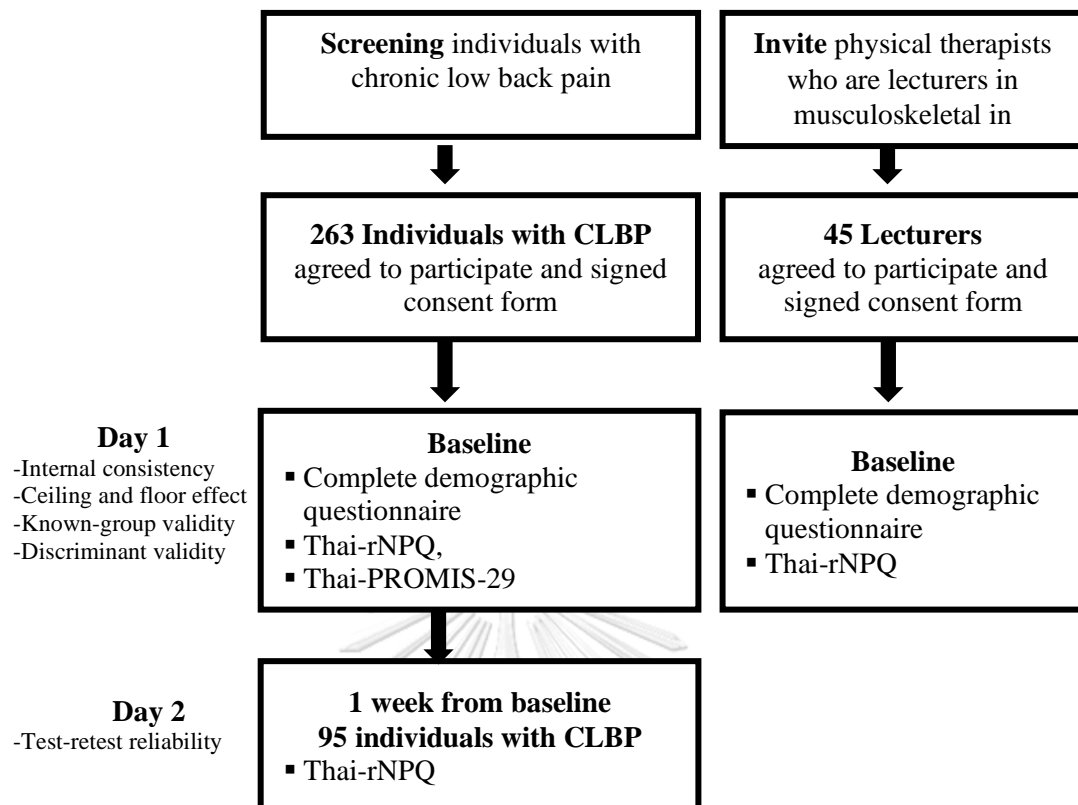 Screening individuals with
chronic low back pain
Invite physical therapists
who are lecturers in
musculoskeletal in
263 Individuals with CLBP
agreed to participate and signed
consent form
45 Lecturers
agreed to participate and
signed consent form
Day 1
-Internal consistency
-Ceiling and floor effect
-Known-group validity
-Discriminant validity
Baseline
▪ Complete demographic
questionnaire
▪ Thai-rNPQ,
▪ Thai-PROMIS-29
Baseline
▪ Complete demographic
questionnaire
▪ Thai-rNPQ
Day 2
-Test-retest reliability
1 week from baseline
95 individuals with CLBP
▪ Thai-rNPQ